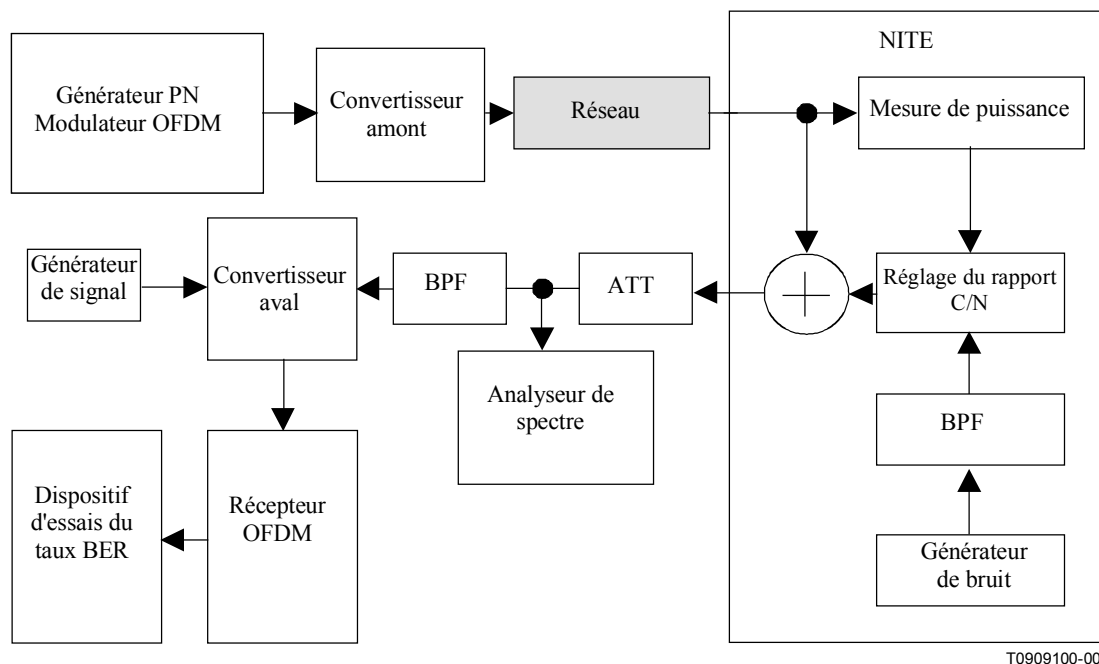 NITE
Générateur PN
Modulateur OFDM
Convertisseur
amont
Réseau
Mesure de puissance
Générateur
de signal
Convertisseur
aval
BPF
ATT
Réglage du rapport
C/N
Analyseur de
spectre
BPF
Dispositif
d'essais du
taux BER
Récepteur
OFDM
Générateur
de bruit
T0909100-00